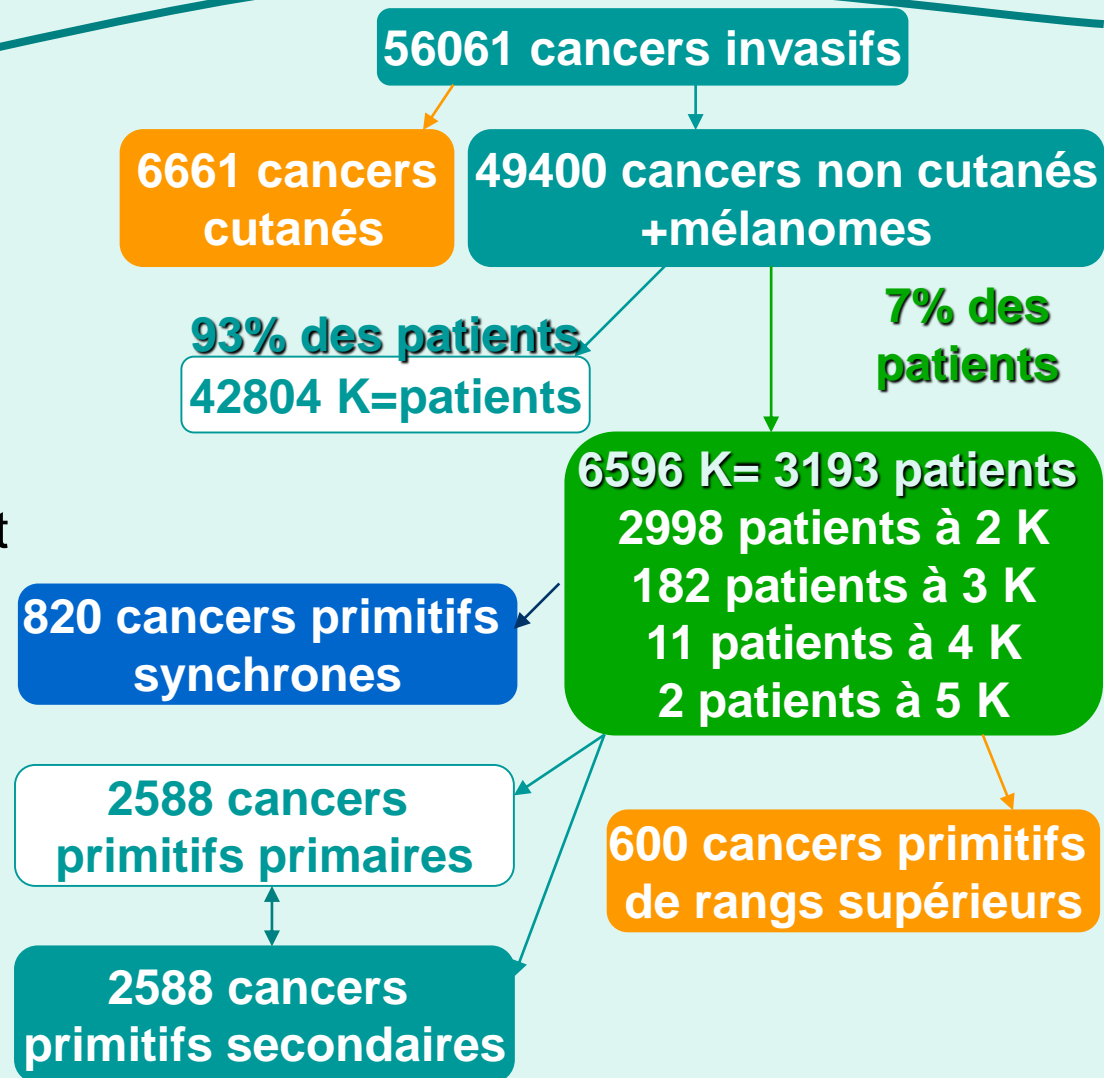 56061 cancers invasifs
6661 cancers
cutanés
49400 cancers non cutanés
+mélanomes
93% des patients
42804 K=patients
7% des
patients
6596 K= 3193 patients
2998 patients à 2 K
182 patients à 3 K
11 patients à 4 K
2 patients à 5 K
t
820 cancers primitifs
synchrones
2588 cancers
primitifs primaires
600 cancers primitifs
de rangs supérieurs
2588 cancers
primitifs secondaires